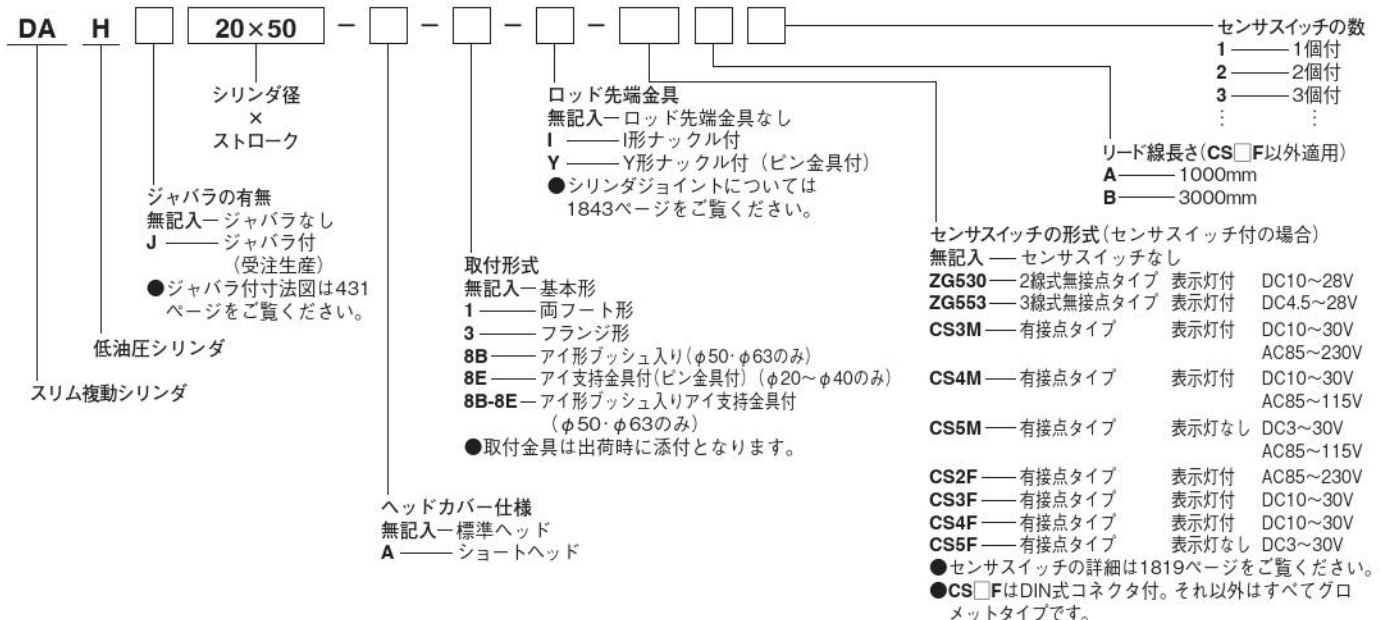 DA H □ 20×50 − □ − □ − □ − □ □ □
シリンダ径
×
ストローク
ジャバラの有無
無記入─ジャバラなし
J ─── ジャバラ付
(受注生産)
●ジャバラ付寸法図は431
ページをご覧ください。
低油圧シリンダ
スリム複動シリンダ
ヘッドカバー仕様
無記入─標準ヘッド
A ─── ショートヘッド
取付形式
無記入─基本形
1 ─── 両フート形
3 ─── フランジ形
8B ─── アイ形ブッシュ入り(φ50·φ63のみ)
8E ─── アイ支持金具付(ピン金具付)(φ20〜φ40のみ)
8B-8E ─ アイ形ブッシュ入りアイ支持金具付
(φ50·φ63のみ)
●取付金具は出荷時に添付となります。
ロッド先端金具
無記入─ロッド先端金具なし
I ─── I形ナックル付
Y ─── Y形ナックル付(ピン金具付)
●シリンダジョイントについては
1843ページをご覧ください。
センサスイッチの形式(センサスイッチ付の場合)
無記入 ── センサスイッチなし
ZG530 ── 2線式無接点タイプ 表示灯付 DC10〜28V
ZG553 ── 3線式無接点タイプ 表示灯付 DC4.5〜28V
CS3M ── 有接点タイプ 表示灯付 DC10〜30V
AC85〜230V
CS4M ── 有接点タイプ 表示灯付 DC10〜30V
AC85〜115V
CS5M ── 有接点タイプ 表示灯なし DC3〜30V
AC85〜115V
CS2F ── 有接点タイプ 表示灯付 AC85〜230V
CS3F ── 有接点タイプ 表示灯付 DC10〜30V
CS4F ── 有接点タイプ 表示灯付 DC10〜30V
CS5F ── 有接点タイプ 表示灯なし DC3〜30V
●センサスイッチの詳細は1819ページをご覧ください。
●CS□FはDIN式コネクタ付。それ以外はすべてグロ
メットタイプです。
リード線長さ(CS□F以外適用)
A ─── 1000mm
B ─── 3000mm
センサスイッチの数
1 ─── 1個付
2 ─── 2個付
3 ─── 3個付
⋮ ⋮